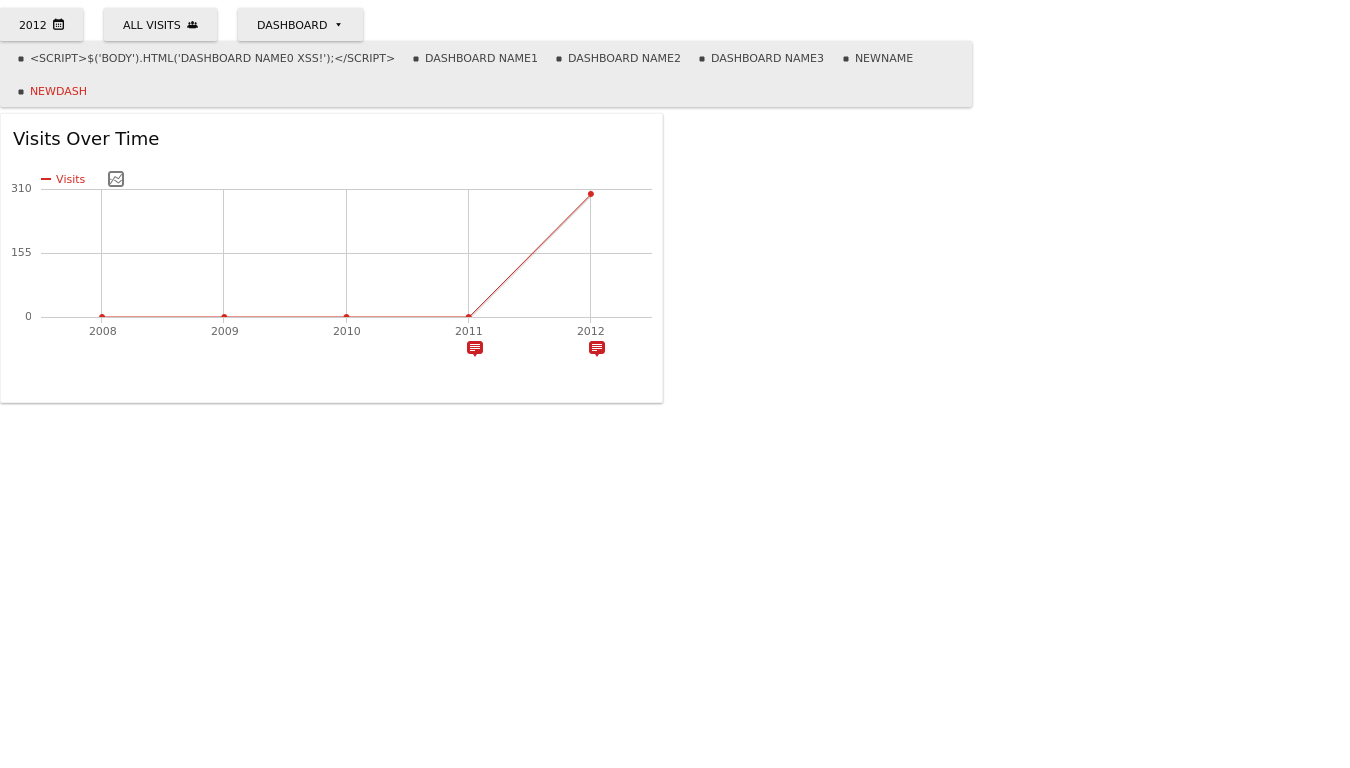 2012
ALL VISITS
DASHBOARD
<SCRIPT>$('BODY').HTML('DASHBOARD NAME0 XSS!');</SCRIPT>
DASHBOARD NAME1
DASHBOARD NAME2
DASHBOARD NAME3
NEWNAME
NEWDASH
Visits Over Time
Visits
310
155
0
2008
2009
2010
2011
2012